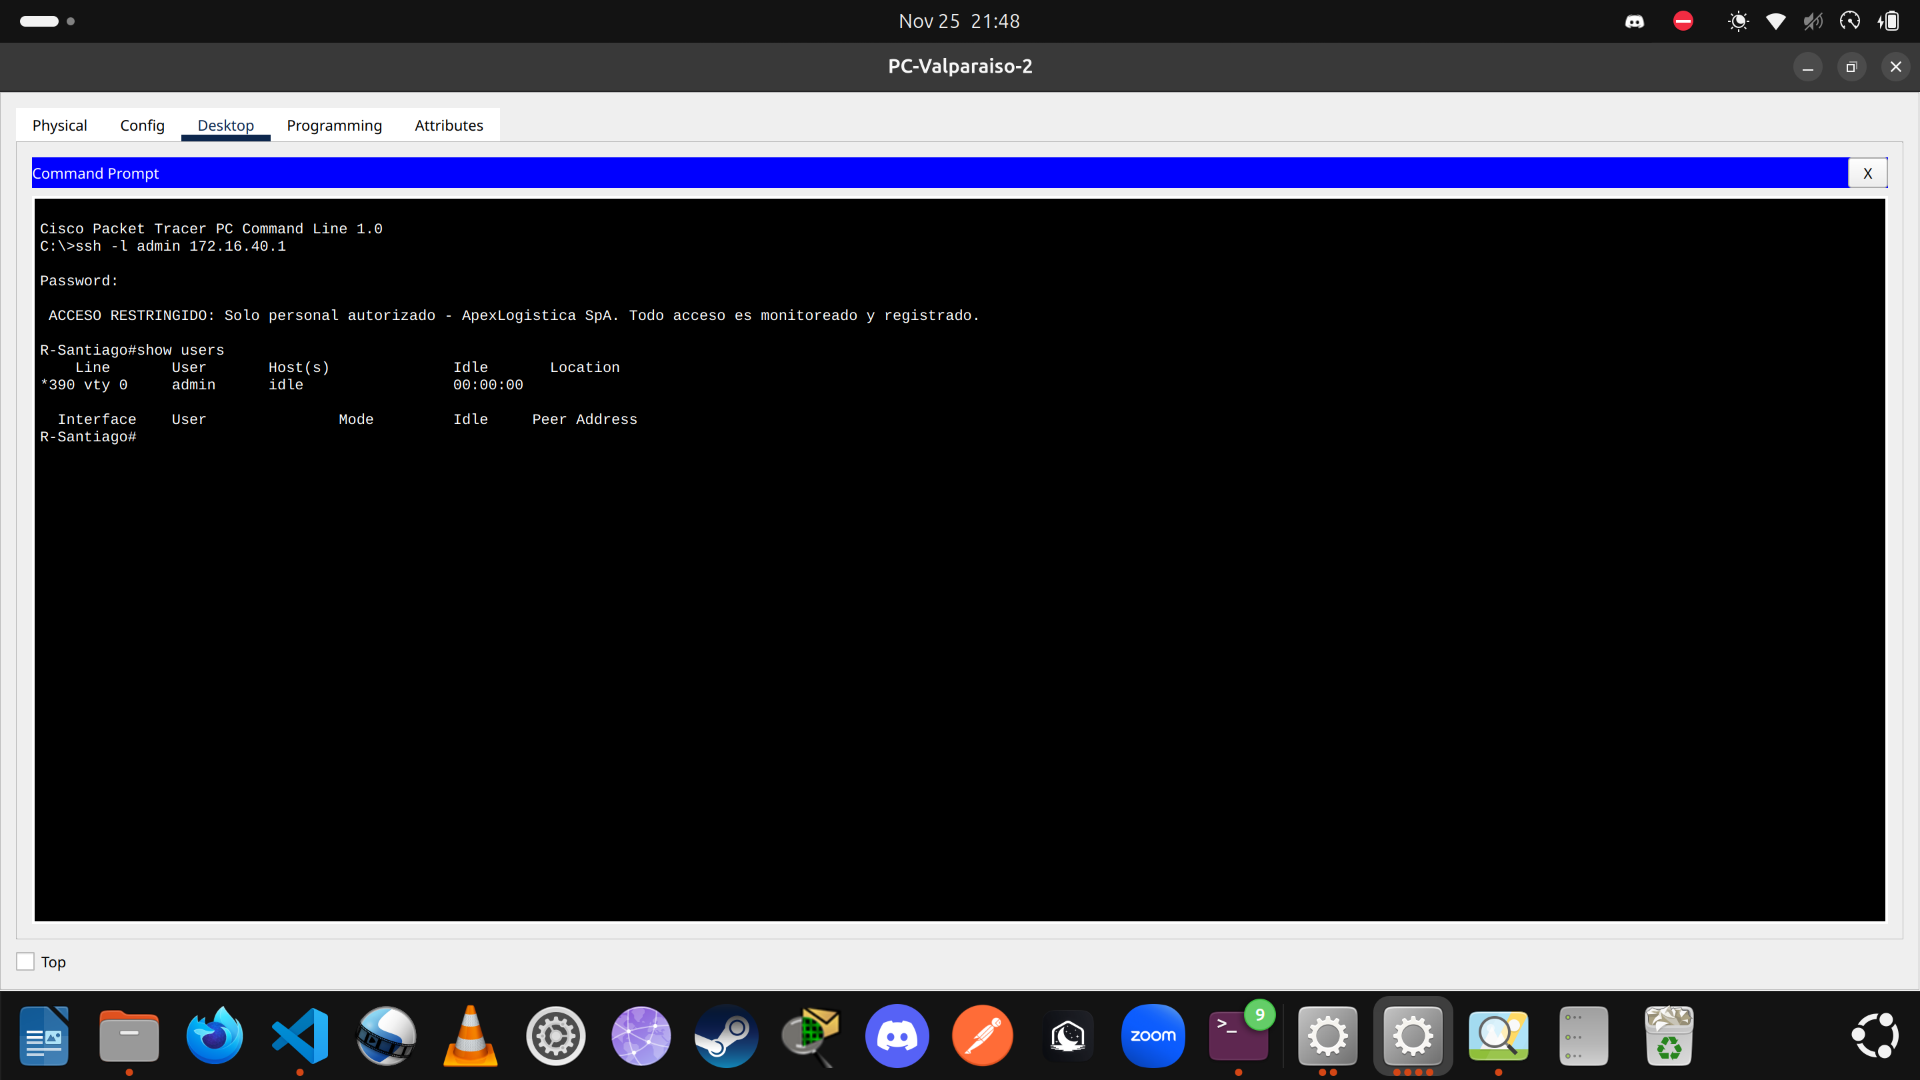 Nov 25 21:48
PC-Valparaiso-2
Physical Config Desktop Programming Attributes
Command Prompt X
Cisco Packet Tracer PC Command Line 1.0
C:\>ssh -l admin 172.16.40.1
Password:
ACCESO RESTRINGIDO: Solo personal autorizado - ApexLogistica SpA. Todo acceso es monitoreado y registrado.
R-Santiago#show users
Line User Host(s) Idle Location
*390 vty 0 admin idle 00:00:00
Interface User Mode Idle Peer Address
R-Santiago#
Top
zoom
>_ 9